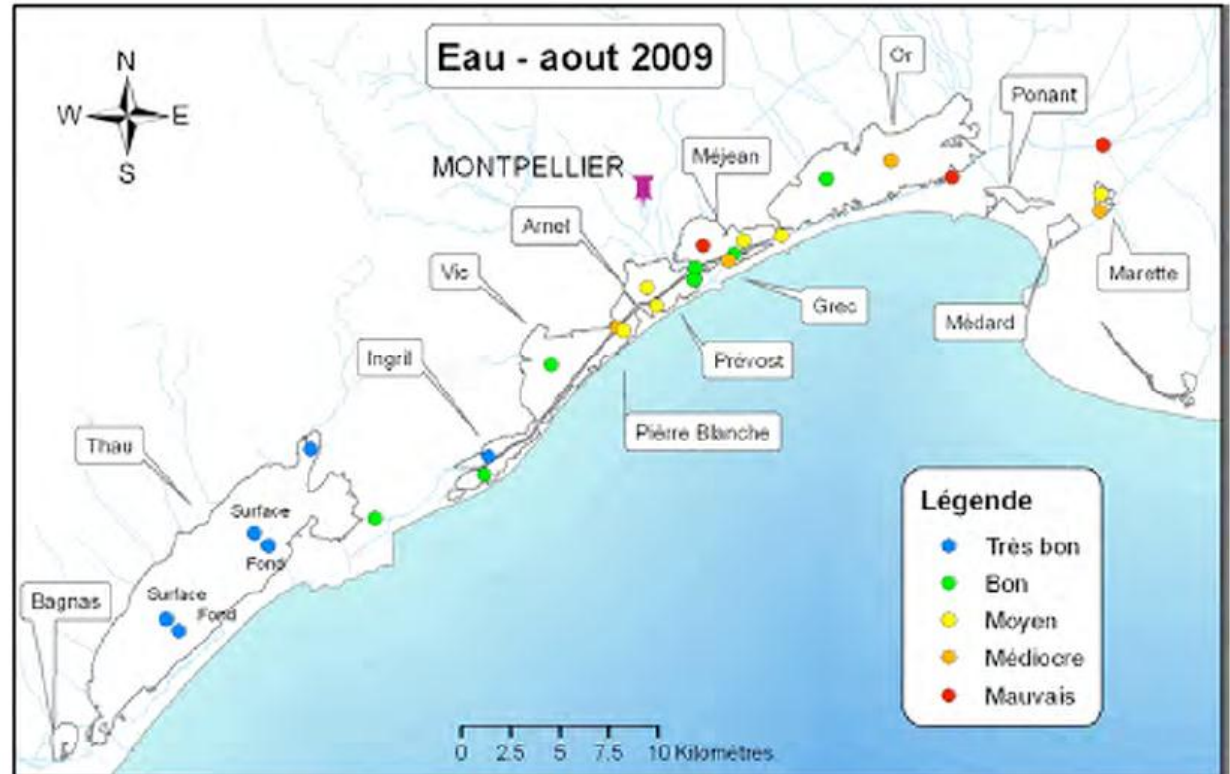 Eau - aout 2009
N
W
E
S
Or
Ponant
MONTPELLIER
Méjean
Arnel
Vic
Marette
Grec
Médard
Ingril
Prévost
Pièrre Blanche
Thau
Surface
Fond
Surface
Fond
Bagnas
Légende
Très bon
Bon
Moyen
Médiocre
Mauvais
0 2.5 5 7.5 10 Kilomètres